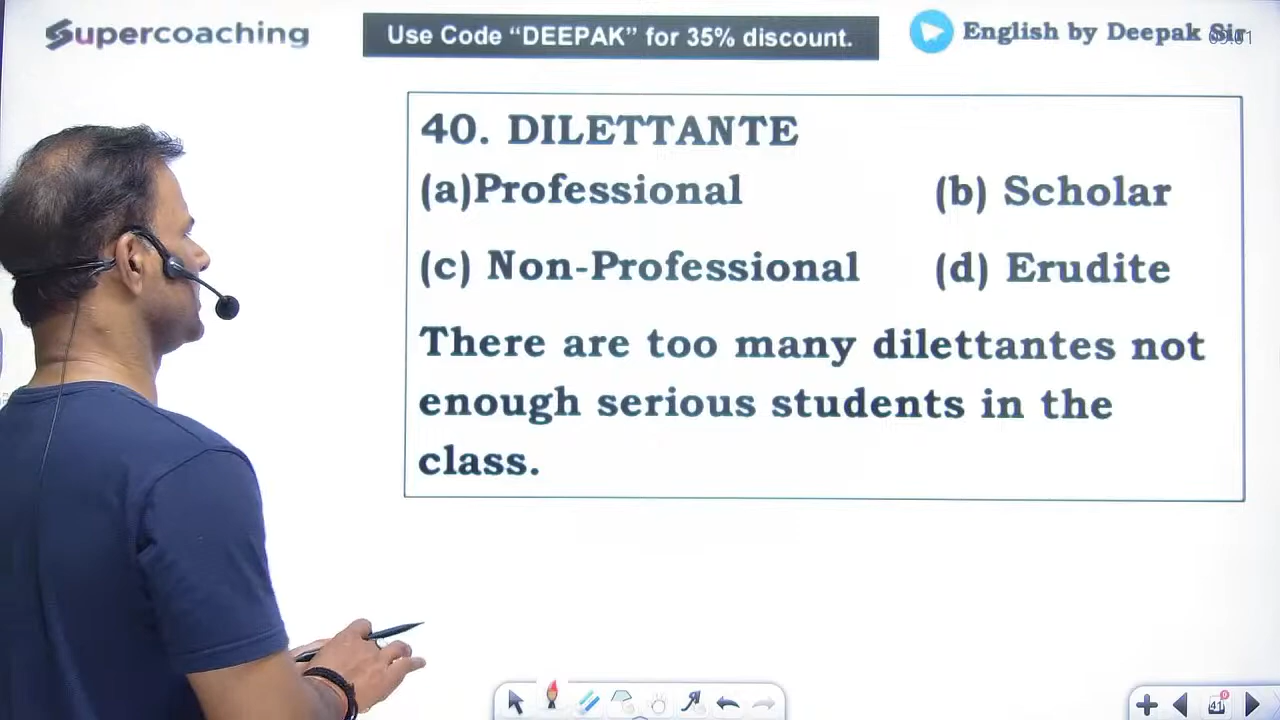 Supercoaching
Use Code “DEEPAK” for 35% discount.
English by Deepak Sir
40. DILETTANTE
(a)Professional (b) Scholar
(c) Non-Professional (d) Erudite
There are too many dilettantes not
enough serious students in the
class.
41